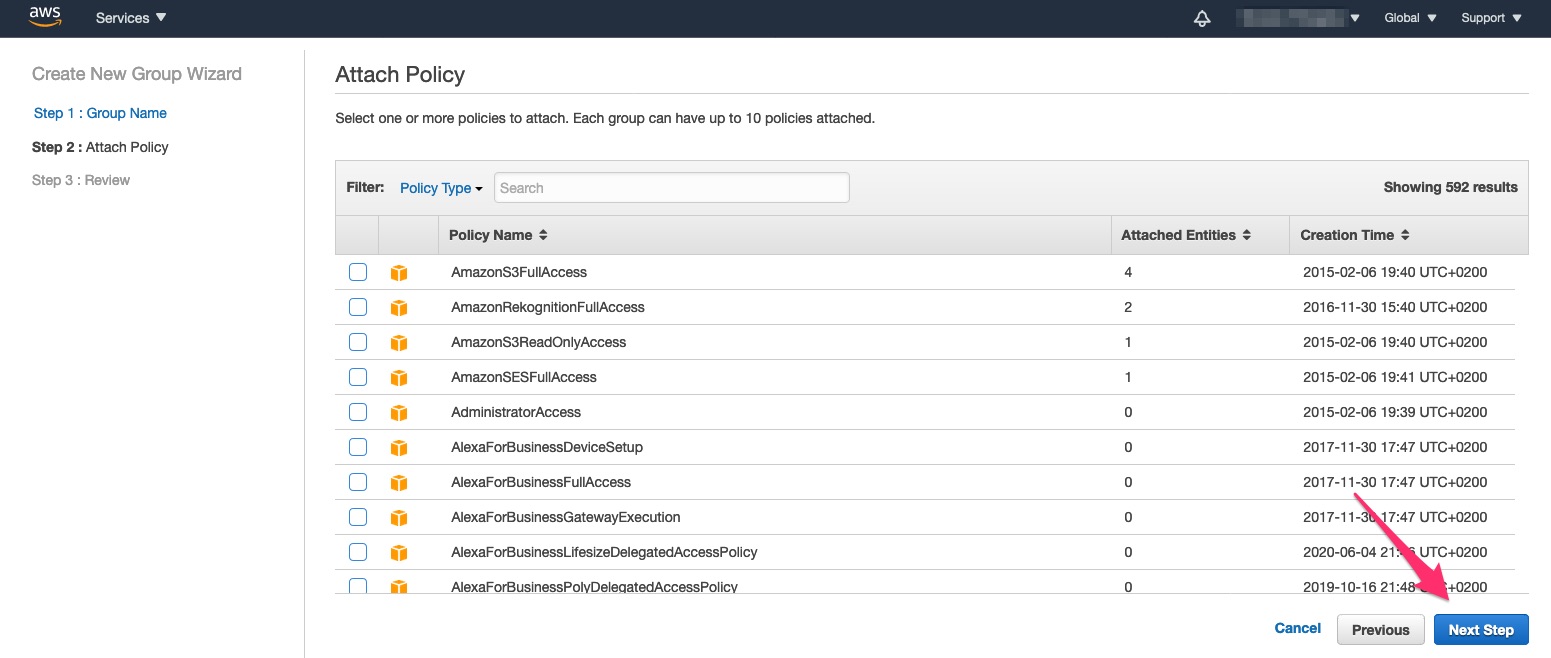 aws
Services
Global
Support
Create New Group Wizard
Step 1 : Group Name
Step 2 : Attach Policy
Step 3 : Review
Attach Policy
Select one or more policies to attach. Each group can have up to 10 policies attached.
Filter: Policy Type Search Showing 592 results
Policy Name Attached Entities Creation Time
AmazonS3FullAccess 4 2015-02-06 19:40 UTC+0200
AmazonRekognitionFullAccess 2 2016-11-30 15:40 UTC+0200
AmazonS3ReadOnlyAccess 1 2015-02-06 19:40 UTC+0200
AmazonSESFullAccess 1 2015-02-06 19:41 UTC+0200
AdministratorAccess 0 2015-02-06 19:39 UTC+0200
AlexaForBusinessDeviceSetup 0 2017-11-30 17:47 UTC+0200
AlexaForBusinessFullAccess 0 2017-11-30 17:47 UTC+0200
AlexaForBusinessGatewayExecution 0 2017-11-30 17:47 UTC+0200
AlexaForBusinessLifesizeDelegatedAccessPolicy 0 2020-06-04 UTC+0200
AlexaForBusinessPolyDelegatedAccessPolicy 0 2019-10-16 21:48 UTC+0200
Cancel Previous Next Step